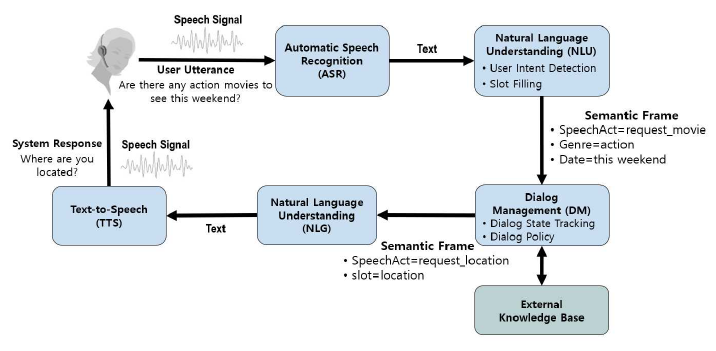 Speech Signal
User Utterance
Are there any action movies to
see this weekend?
Automatic Speech
Recognition
(ASR)
Text
Natural Language
Understanding (NLU)
• User Intent Detection
• Slot Filling
Semantic Frame
• SpeechAct=request_movie
• Genre=action
• Date=this weekend
System Response
Where are you
located?
Speech Signal
Text-to-Speech
(TTS)
Text
Natural Language
Understanding
(NLG)
Dialog
Management (DM)
• Dialog State Tracking
• Dialog Policy
Semantic Frame
• SpeechAct=request_location
• slot=location
External
Knowledge Base